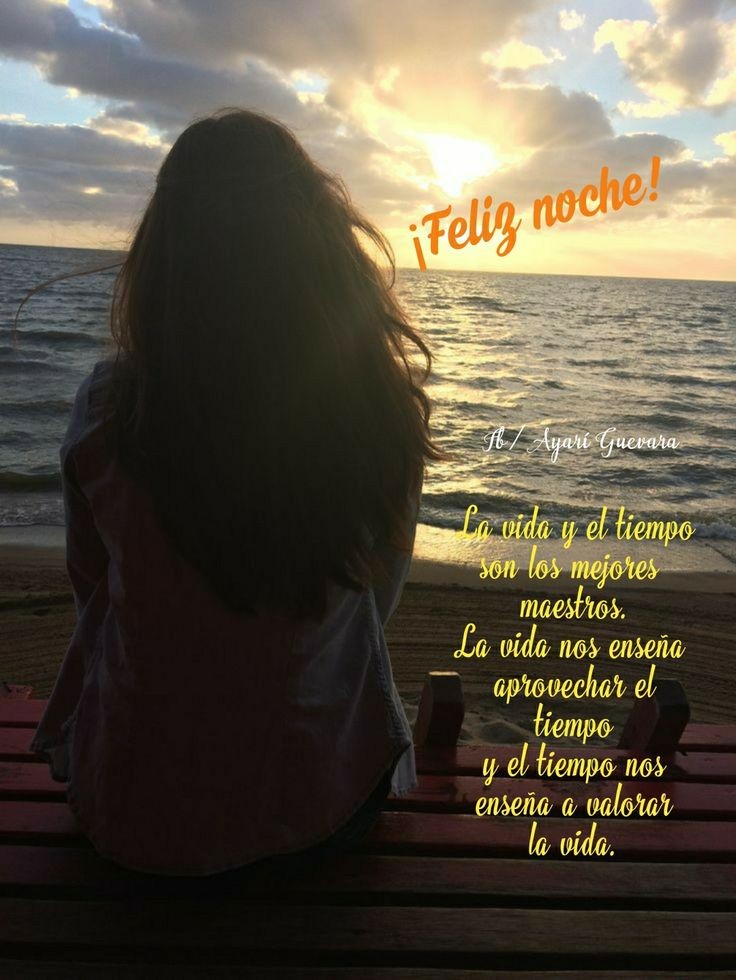 ¡Feliz noche!
Fb/ Ayarí Guevara
La vida y el tiempo
son los mejores
maestros.
La vida nos enseña
aprovechar el
tiempo
y el tiempo nos
enseña a valorar
la vida.